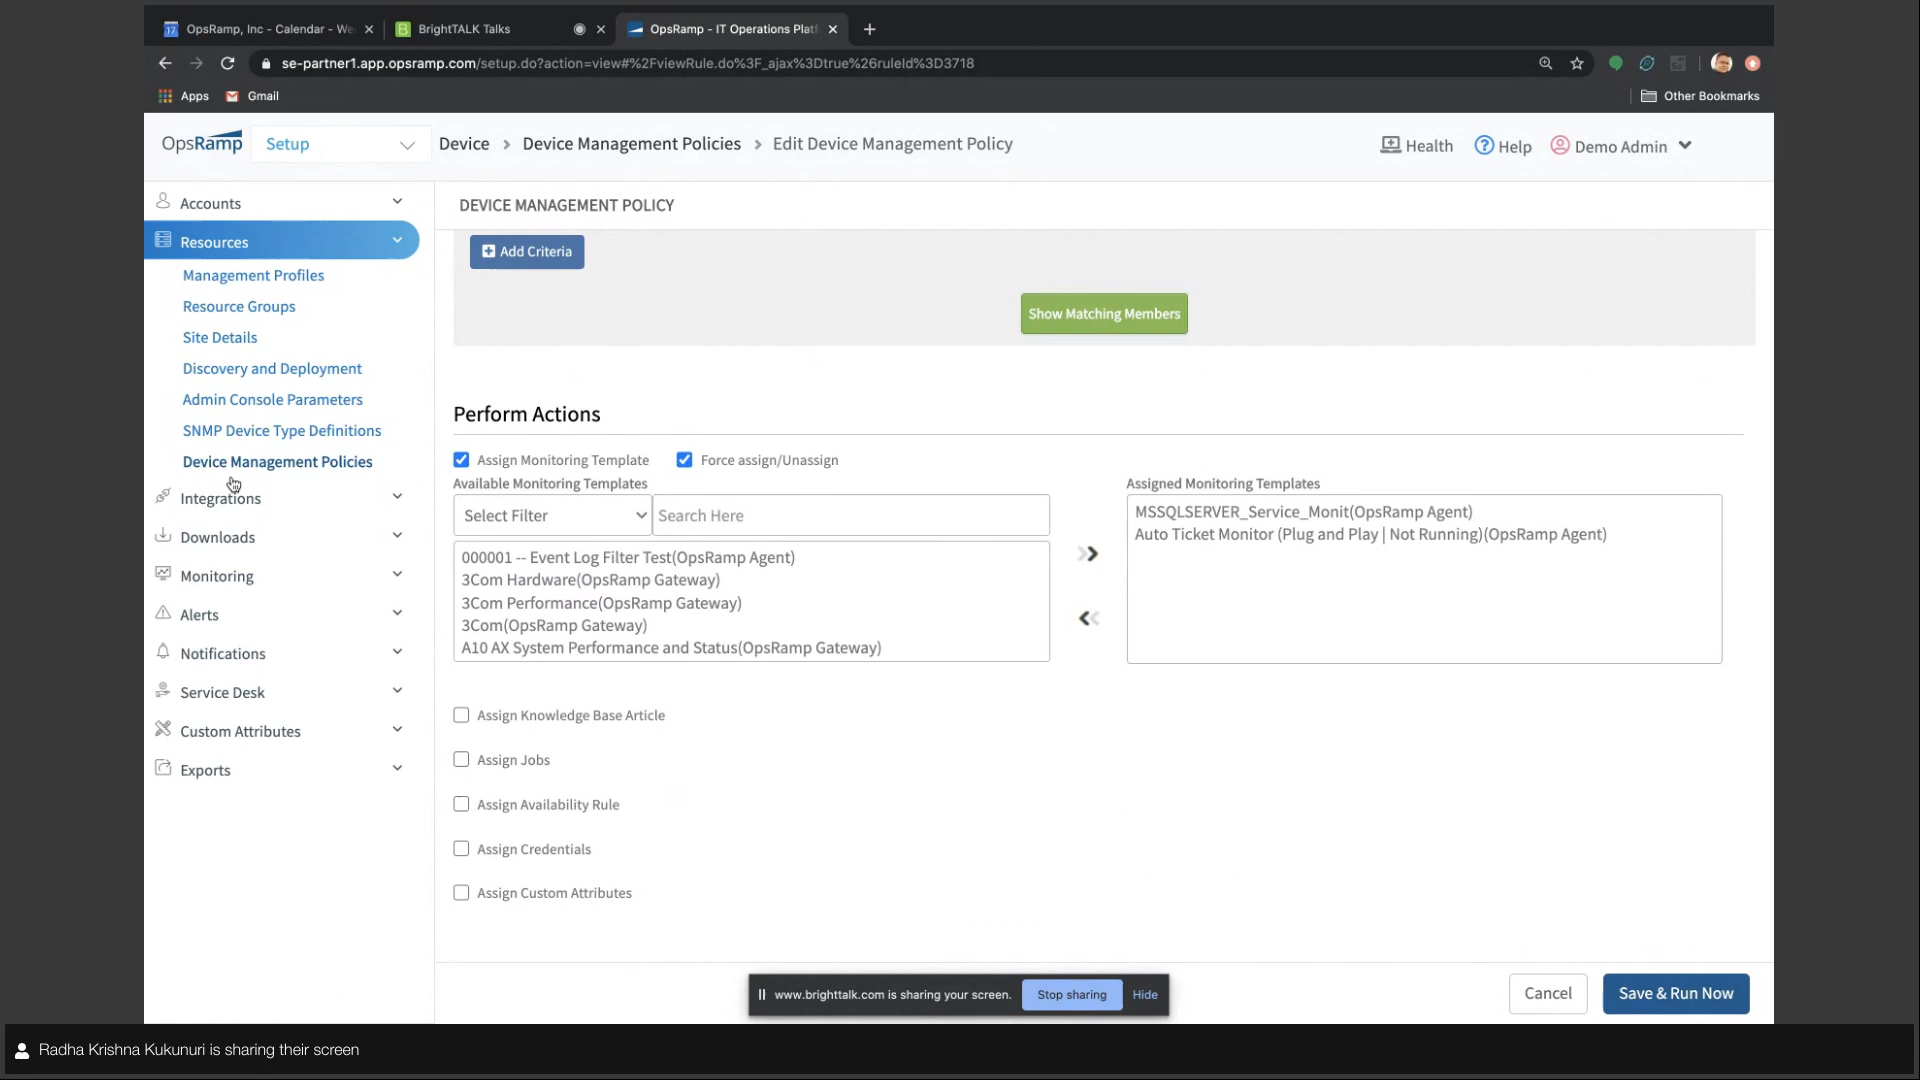 OpsRamp, Inc - Calendar - We
BrightTALK Talks
OpsRamp - IT Operations Platf
se-partner1.app.opsramp.com/setup.do?action=view#%2FviewRule.do%3F_ajax%3Dtrue%26ruleId%3D3718
Apps
Gmail
Other Bookmarks
OpsRamp
Setup
Device > Device Management Policies > Edit Device Management Policy
Health
Help
Demo Admin
Accounts
Resources
Management Profiles
Resource Groups
Site Details
Discovery and Deployment
Admin Console Parameters
SNMP Device Type Definitions
Device Management Policies
Integrations
Downloads
Monitoring
Alerts
Notifications
Service Desk
Custom Attributes
Exports
DEVICE MANAGEMENT POLICY
Add Criteria
Show Matching Members
Perform Actions
Assign Monitoring Template
Force assign/Unassign
Available Monitoring Templates
Select Filter
Search Here
000001 -- Event Log Filter Test(OpsRamp Agent)
3Com Hardware(OpsRamp Gateway)
3Com Performance(OpsRamp Gateway)
3Com(OpsRamp Gateway)
A10 AX System Performance and Status(OpsRamp Gateway)
Assigned Monitoring Templates
MSSQLSERVER_Service_Monit(OpsRamp Agent)
Auto Ticket Monitor (Plug and Play | Not Running)(OpsRamp Agent)
Assign Knowledge Base Article
Assign Jobs
Assign Availability Rule
Assign Credentials
Assign Custom Attributes
www.brighttalk.com is sharing your screen.
Stop sharing
Hide
Cancel
Save & Run Now
Radha Krishna Kukunuri is sharing their screen